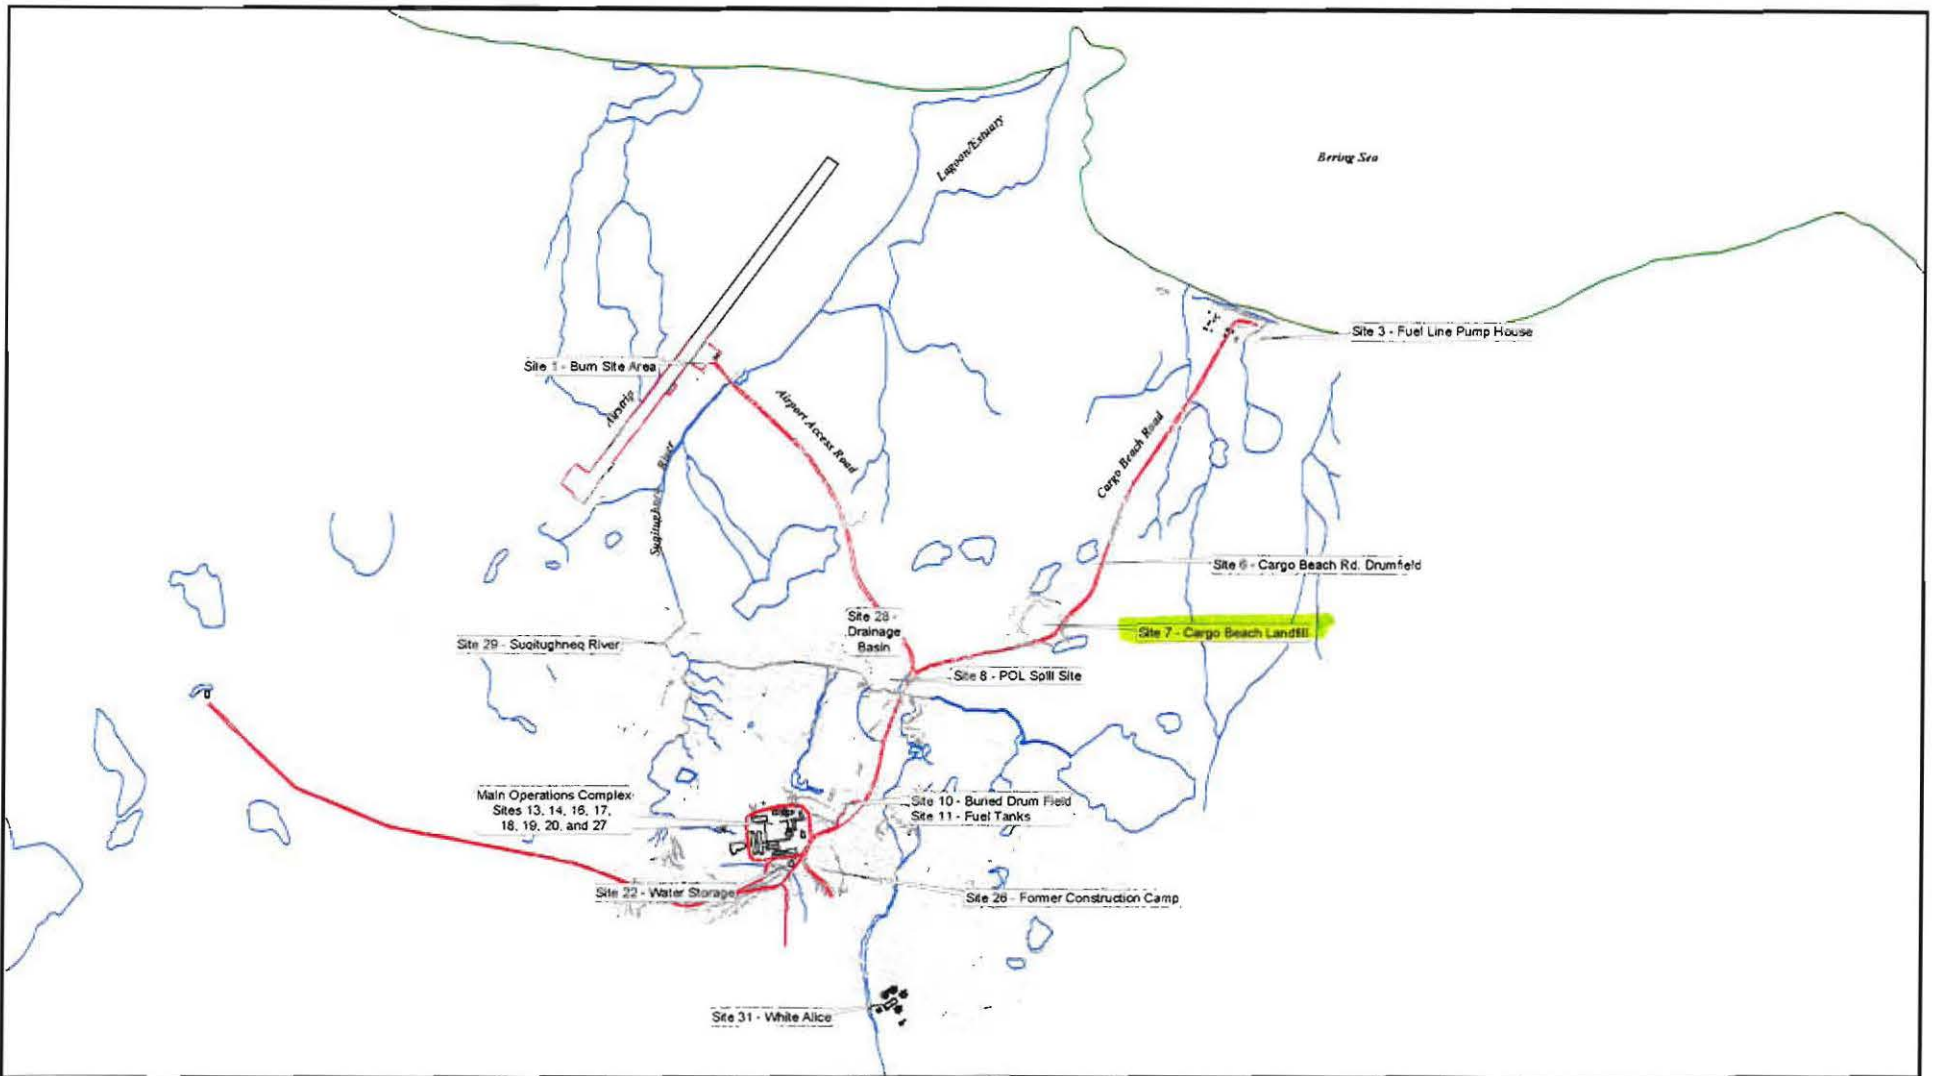 Bering Sea
Lagoon/Estuary
Site 3 - Fuel Line Pump House
Site 1 - Burn Site Area
Airstrip
Airport Access Road
Cargo Beach Road
Suqitughneq River
Site 6 - Cargo Beach Rd. Drumfield
Site 28 -
Drainage
Basin
Site 7 - Cargo Beach Landfill
Site 29 - Suqitughneq River
Site 8 - POL Spill Site
Main Operations Complex
Sites 13, 14, 16, 17,
18, 19, 20, and 27
Site 10 - Buried Drum Field
Site 11 - Fuel Tanks
Site 22 - Water Storage
Site 26 - Former Construction Camp
Site 31 - White Alice